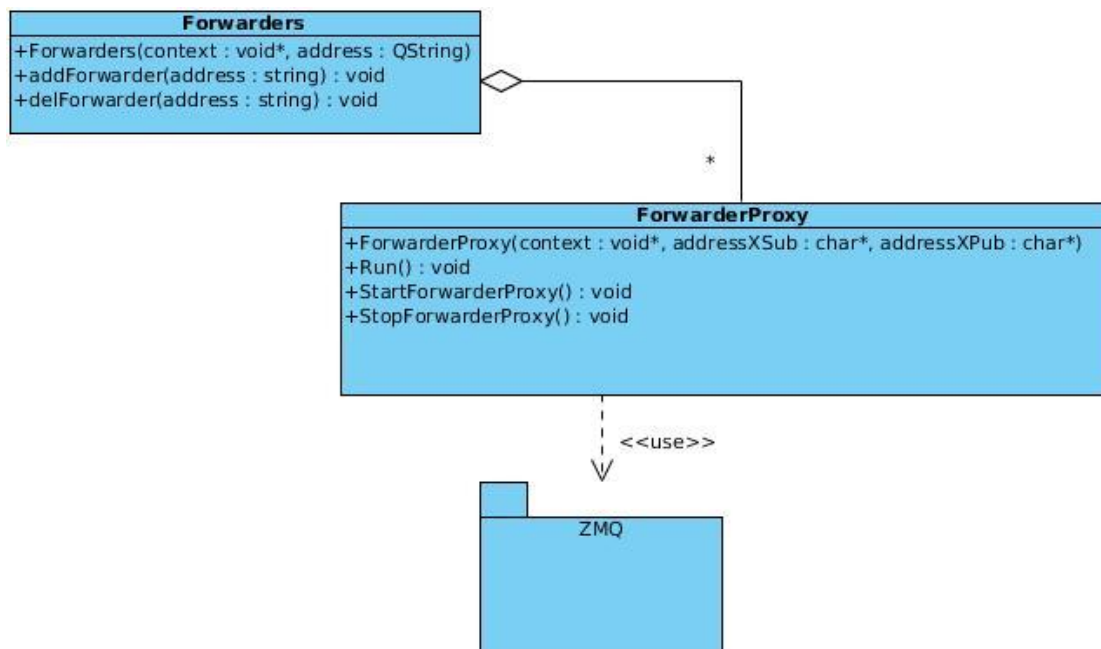 Forwarders
+Forwarders(context : void*, address : QString)
+addForwarder(address : string) : void
+delForwarder(address : string) : void
*
ForwarderProxy
+ForwarderProxy(context : void*, addressXSub : char*, addressXPub : char*)
+Run() : void
+StartForwarderProxy() : void
+StopForwarderProxy() : void
<<use>>
ZMQ